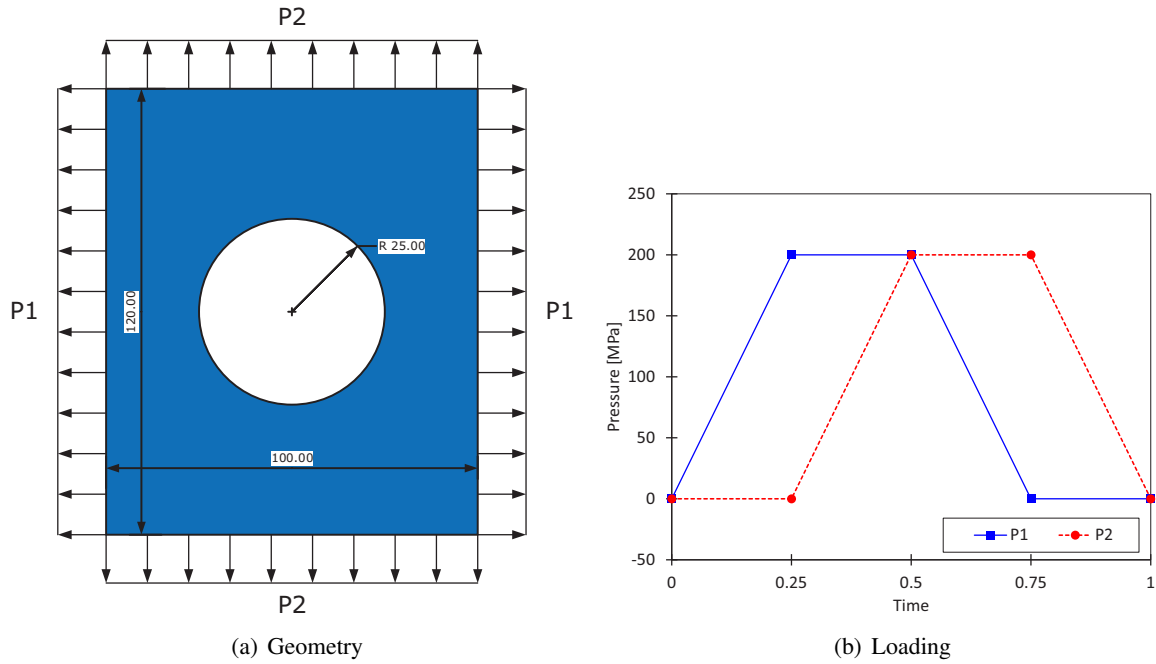 P2
P1
P1
R 25.00
120.00
100.00
P2
(a) Geometry
250
200
150
100
50
0
-50
Pressure [MPa]
0
0.25
0.5
0.75
1
Time
P1
P2
(b) Loading